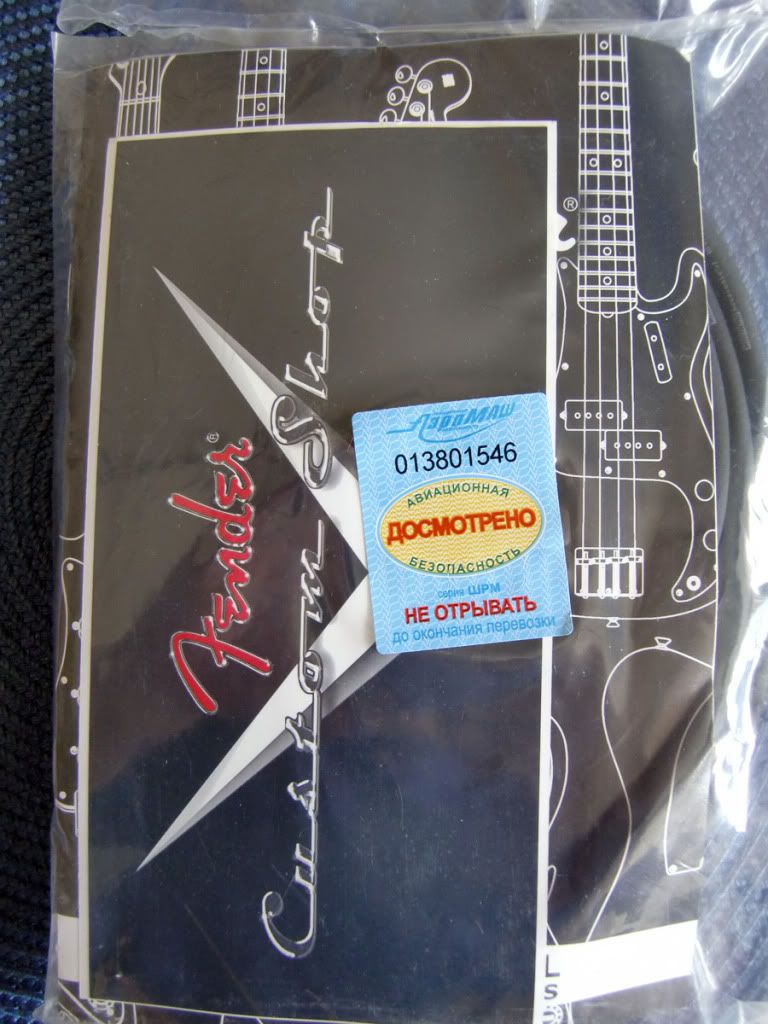 Fender®
Custom Shop
®
АэроМАШ
013801546
АВИАЦИОННАЯ
ДОСМОТРЕНО
БЕЗОПАСНОСТЬ
серия ШРМ
НЕ ОТРЫВАТЬ
до окончания перевозки
L